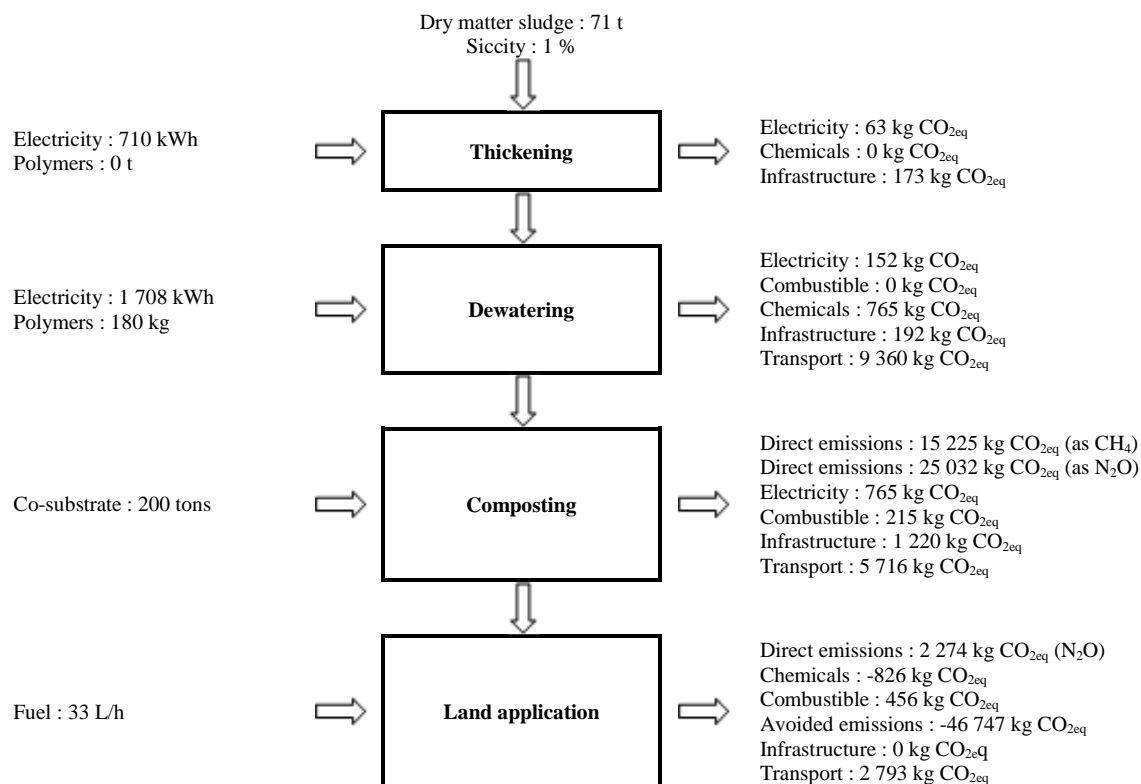 Dry matter sludge : 71 t
Siccity : 1 %
Electricity : 710 kWh
Polymers : 0 t
Thickening
Electricity : 63 kg CO2eq
Chemicals : 0 kg CO2eq
Infrastructure : 173 kg CO2eq
Electricity : 1 708 kWh
Polymers : 180 kg
Dewatering
Electricity : 152 kg CO2eq
Combustible : 0 kg CO2eq
Chemicals : 765 kg CO2eq
Infrastructure : 192 kg CO2eq
Transport : 9 360 kg CO2eq
Co-substrate : 200 tons
Composting
Direct emissions : 15 225 kg CO2eq (as CH4)
Direct emissions : 25 032 kg CO2eq (as N2O)
Electricity : 765 kg CO2eq
Combustible : 215 kg CO2eq
Infrastructure : 1 220 kg CO2eq
Transport : 5 716 kg CO2eq
Fuel : 33 L/h
Land application
Direct emissions : 2 274 kg CO2eq (N2O)
Chemicals : -826 kg CO2eq
Combustible : 456 kg CO2eq
Avoided emissions : -46 747 kg CO2eq
Infrastructure : 0 kg CO2eq
Transport : 2 793 kg CO2eq